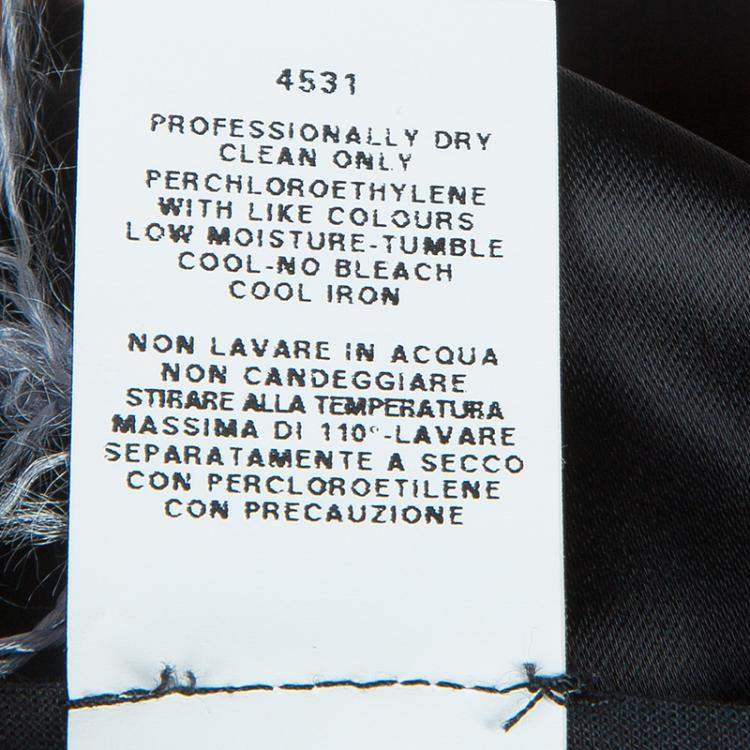 4531
PROFESSIONALLY DRY
CLEAN ONLY
PERCHLOROETHYLENE
WITH LIKE COLOURS
LOW MOISTURE-TUMBLE
COOL-NO BLEACH
COOL IRON
NON LAVARE IN ACQUA
NON CANDEGGIARE
STIRARE ALLA TEMPERATURA
MASSIMA DI 110°-LAVARE
SEPARATAMENTE A SECCO
CON PERCLOROETILENE
CON PRECAUZIONE